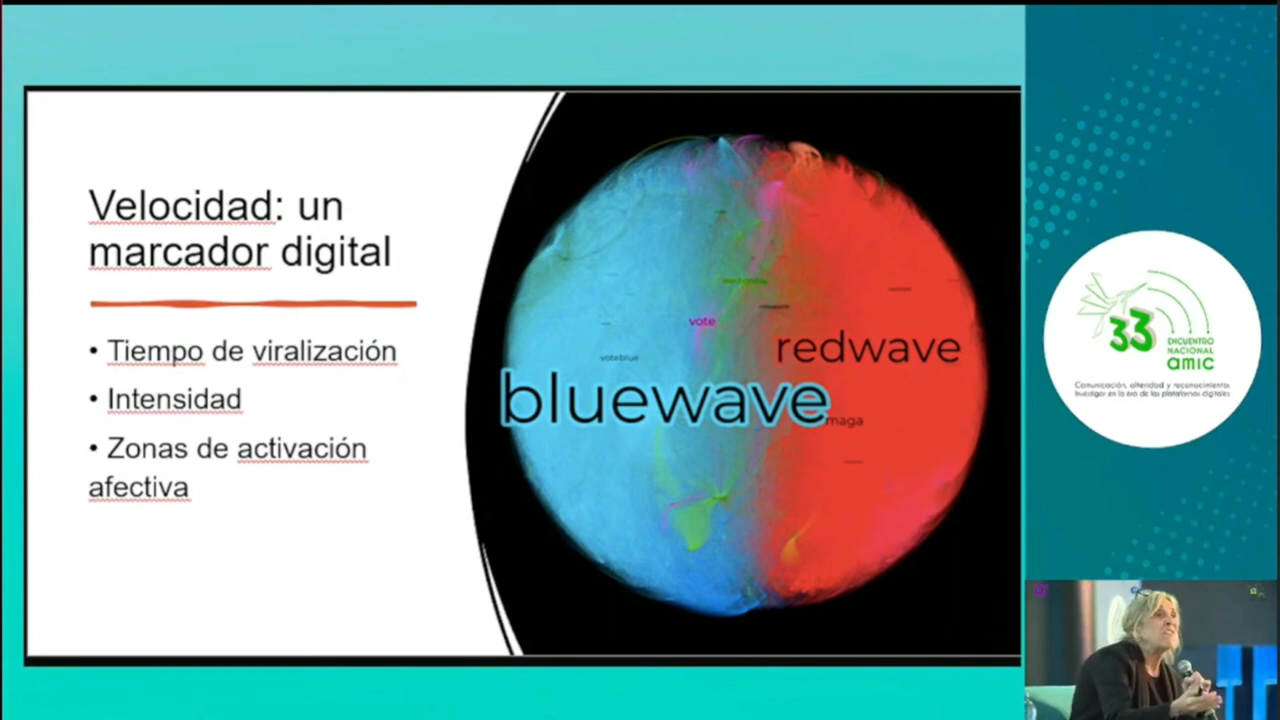 Velocidad: un
marcador digital
• Tiempo de viralización
• Intensidad
• Zonas de activación
afectiva
vote
redwave
voteblue
bluewave
maga
33
ENCUENTRO
NACIONAL
amic
Comunicación, alteridad y reconocimiento:
Investigar en la era de las plataformas digitales